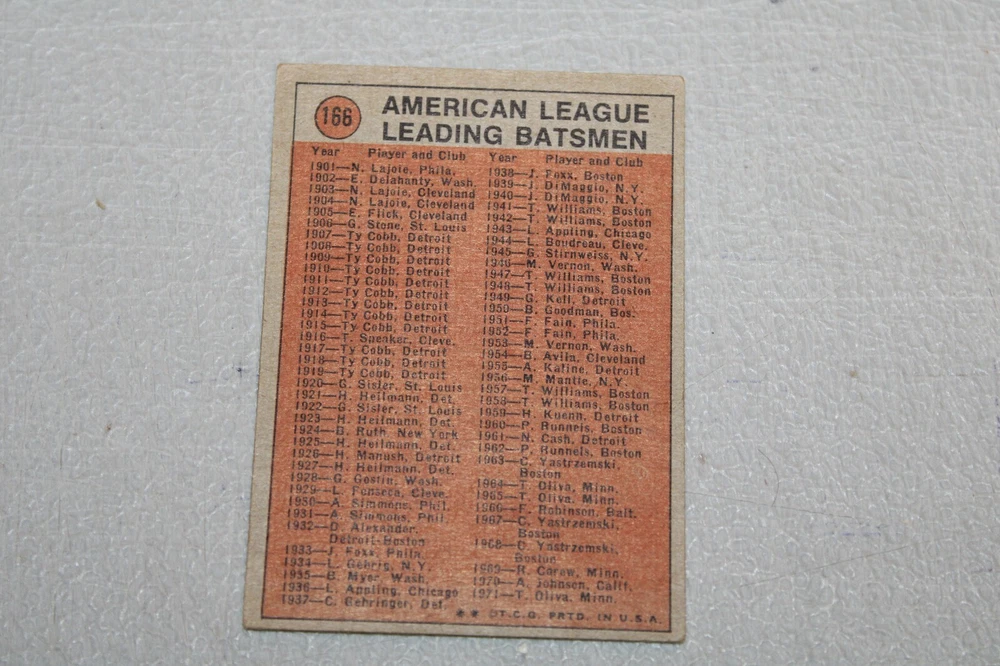 166
AMERICAN LEAGUE
LEADING BATSMEN
Year Player and Club
1901—N. Lajoie, Phila.
1902—E. Delahanty, Wash.
1903—N. Lajoie, Cleveland
1904—N. Lajoie, Cleveland
1905—E. Flick, Cleveland
1906—G. Stone, St. Louis
1907—Ty Cobb, Detroit
1908—Ty Cobb, Detroit
1909—Ty Cobb, Detroit
1910—Ty Cobb, Detroit
1911—Ty Cobb, Detroit
1912—Ty Cobb, Detroit
1913—Ty Cobb, Detroit
1914—Ty Cobb, Detroit
1915—Ty Cobb, Detroit
1916—T. Speaker, Cleve.
1917—Ty Cobb, Detroit
1918—Ty Cobb, Detroit
1919—Ty Cobb, Detroit
1920—G. Sisler, St. Louis
1921—H. Heilmann, Det.
1922—G. Sisler, St. Louis
1923—H. Heilmann, Det.
1924—B. Ruth, New York
1925—H. Heilmann, Det.
1926—H. Manush, Detroit
1927—H. Heilmann, Det.
1928—G. Goslin, Wash.
1929—L. Fonseca, Cleve.
1930—A. Simmons, Phil.
1931—A. Simmons, Phil.
1932—D. Alexander,
Detroit-Boston
1933—J. Foxx, Phila.
1934—L. Gehrig, N.Y.
1935—B. Myer, Wash.
1936—L. Appling, Chicago
1937—C. Gehringer, Det.
Year Player and Club
1938—J. Foxx, Boston
1939—J. DiMaggio, N.Y.
1940—J. DiMaggio, N.Y.
1941—T. Williams, Boston
1942—T. Williams, Boston
1943—L. Appling, Chicago
1944—L. Boudreau, Cleve.
1945—G. Stirnweiss, N.Y.
1946—M. Vernon, Wash.
1947—T. Williams, Boston
1948—T. Williams, Boston
1949—G. Kell, Detroit
1950—B. Goodman, Bos.
1951—F. Fain, Phila.
1952—F. Fain, Phila.
1953—M. Vernon, Wash.
1954—B. Avila, Cleveland
1955—A. Kaline, Detroit
1956—M. Mantle, N.Y.
1957—T. Williams, Boston
1958—T. Williams, Boston
1959—H. Kuenn, Detroit
1960—P. Runnels, Boston
1961—N. Cash, Detroit
1962—P. Runnels, Boston
1963—C. Yastrzemski,
Boston
1964—T. Oliva, Minn.
1965—T. Oliva, Minn.
1966—F. Robinson, Balt.
1967—C. Yastrzemski,
Boston
1968—C. Yastrzemski,
Boston
1969—R. Carew, Minn.
1970—A. Johnson, Calif.
1971—T. Oliva, Minn.
** ©T.C.G. PRTD. IN U.S.A.